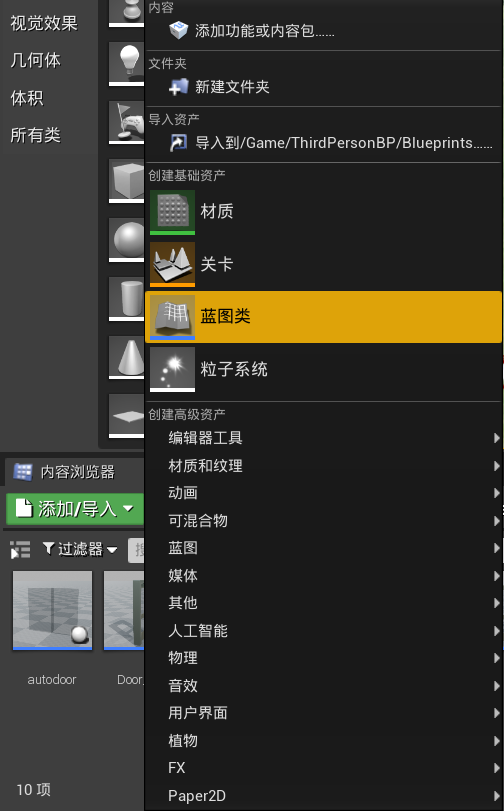 视觉效果
几何体
体积
所有类
内容
添加功能或内容包......
文件夹
新建文件夹
导入资产
导入到/Game/ThirdPersonBP/Blueprints......
创建基础资产
材质
关卡
蓝图类
粒子系统
创建高级资产
编辑器工具
材质和纹理
动画
可混合物
蓝图
媒体
其他
人工智能
物理
音效
用户界面
植物
FX
Paper2D
内容浏览器
添加/导入
过滤器
搜
autodoor
Door_
10 项